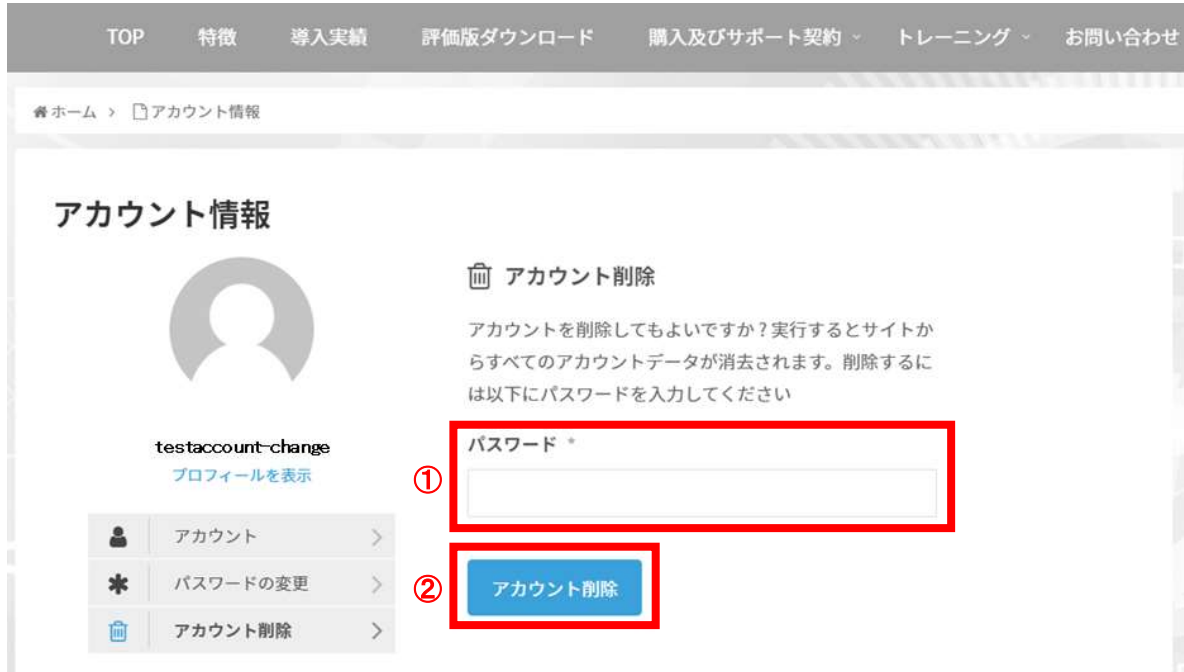 TOP 特徴 導入実績 評価版ダウンロード 購入及びサポート契約 トレーニング お問い合わせ
ホーム > アカウント情報
アカウント情報
testaccount-change
プロフィールを表示
アカウント
パスワードの変更
アカウント削除
アカウント削除
アカウントを削除してもよいですか？実行するとサイトか
らすべてのアカウントデータが消去されます。削除するに
は以下にパスワードを入力してください
① パスワード *
② アカウント削除